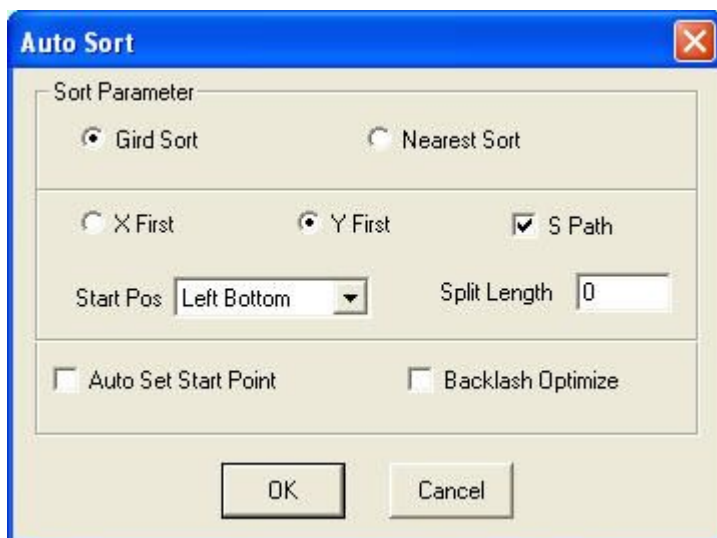 Auto Sort
Sort Parameter
Gird Sort Nearest Sort
X First Y First S Path
Start Pos Left Bottom Split Length 0
Auto Set Start Point Backlash Optimize
OK Cancel